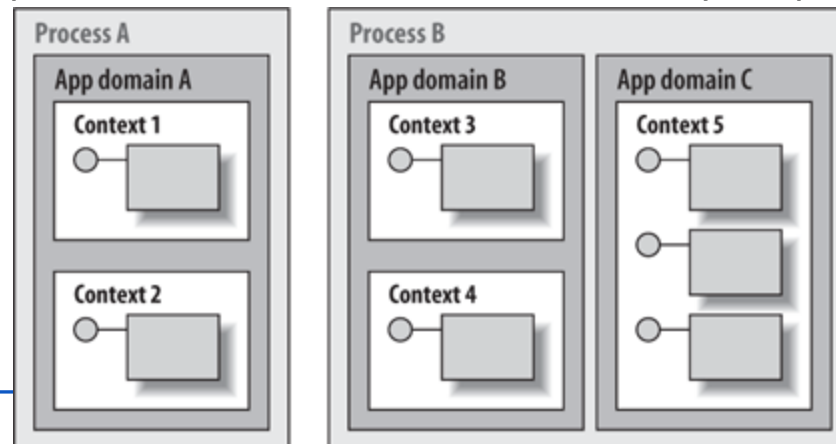 Process A
App domain A
Context 1
Context 2
Process B
App domain B
Context 3
Context 4
App domain C
Context 5